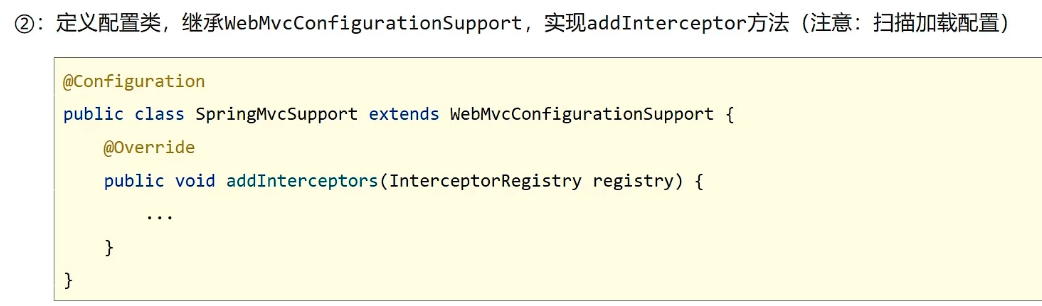 ②：定义配置类，继承WebMvcConfigurationSupport，实现addInterceptor方法（注意：扫描加载配置）
@Configuration
public class SpringMvcSupport extends WebMvcConfigurationSupport {
    @Override
    public void addInterceptors(InterceptorRegistry registry) {
        ...
    }
}